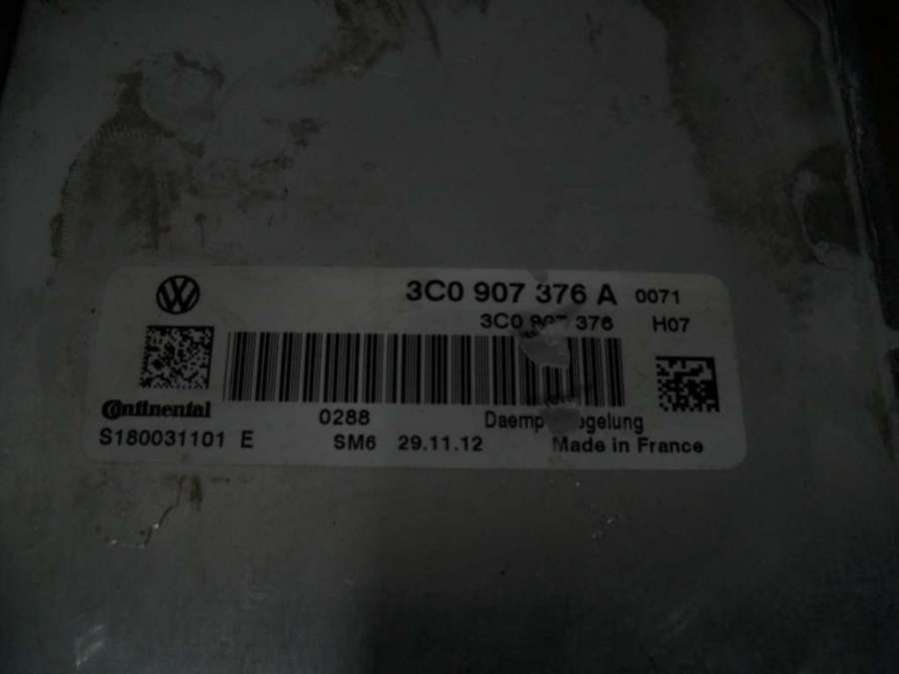 3C0 907 376 A 0071
3C0 376 H07
Continental
0288
S180031101 E SM6 29.11.12 Made in France